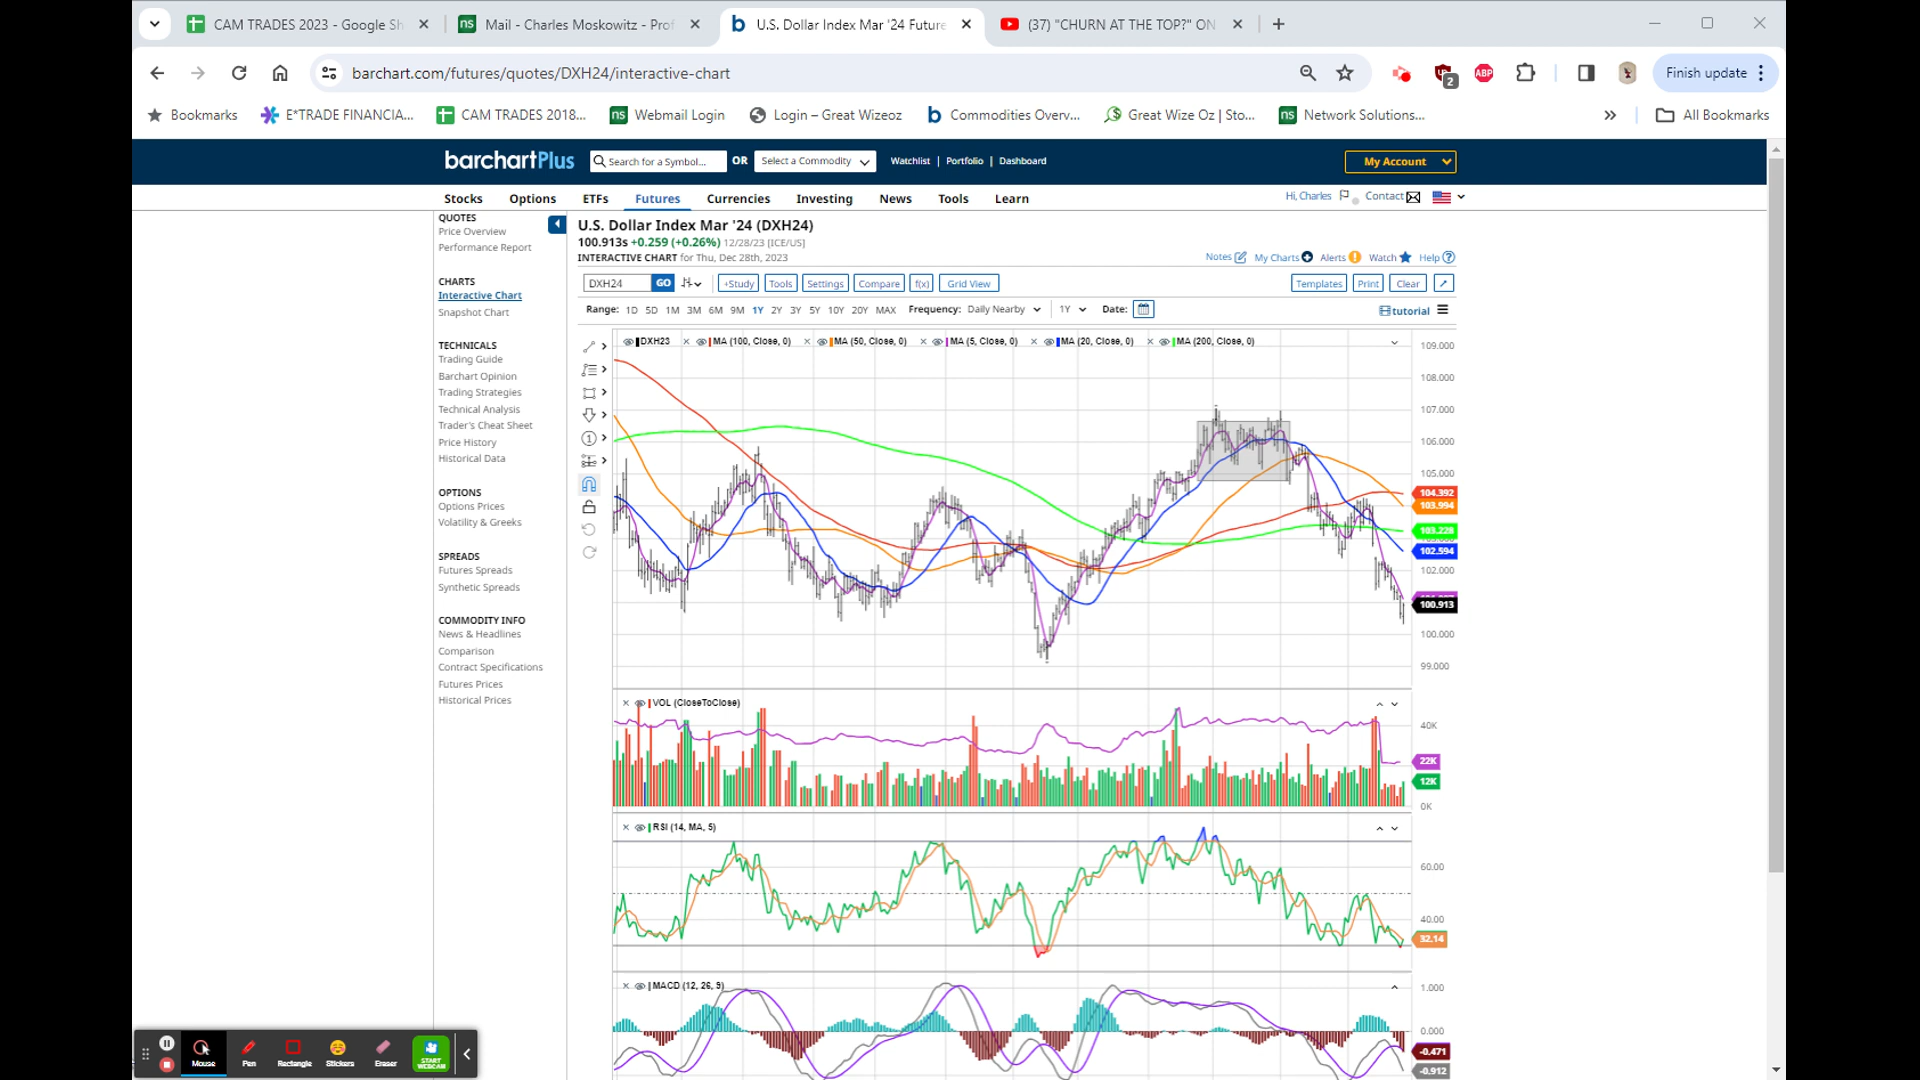 CAM TRADES 2023 - Google Sh
Mail - Charles Moskowitz - Prof
U.S. Dollar Index Mar '24 Future
(37) "CHURN AT THE TOP?" ON
barchart.com/futures/quotes/DXH24/interactive-chart
2
ABP
Finish update
Bookmarks
E*TRADE FINANCIA...
CAM TRADES 2018...
ns Webmail Login
Login – Great Wizeoz
Commodities Overv...
Great Wize Oz | Sto...
ns Network Solutions...
All Bookmarks
barchartPlus
Search for a Symbol...
OR
Select a Commodity
Watchlist | Portfolio | Dashboard
My Account
Stocks Options ETFs Futures Currencies Investing News Tools Learn
Hi, Charles
Contact
QUOTES
Price Overview
Performance Report
CHARTS
Interactive Chart
Snapshot Chart
TECHNICALS
Trading Guide
Barchart Opinion
Trading Strategies
Technical Analysis
Trader's Cheat Sheet
Price History
Historical Data
OPTIONS
Options Prices
Volatility & Greeks
SPREADS
Futures Spreads
Synthetic Spreads
COMMODITY INFO
News & Headlines
Comparison
Contract Specifications
Futures Prices
Historical Prices
U.S. Dollar Index Mar '24 (DXH24)
100.913s +0.259 (+0.26%) 12/28/23 [ICE/US]
INTERACTIVE CHART for Thu, Dec 28th, 2023
Notes My Charts Alerts Watch Help
DXH24 GO +Study Tools Settings Compare f(x) Grid View Templates Print Clear
Range: 1D 5D 1M 3M 6M 9M 1Y 2Y 3Y 5Y 10Y 20Y MAX Frequency: Daily Nearby 1Y Date:
tutorial
DXH23 MA (100, Close, 0) MA (50, Close, 0) MA (5, Close, 0) MA (20, Close, 0) MA (200, Close, 0)
109.000
108.000
107.000
106.000
105.000
104.392
103.994
103.228
102.594
102.000
100.913
100.000
99.000
VOL (CloseToClose)
40K
22K
12K
0K
RSI (14, MA, 5)
60.00
40.00
32.14
MACD (12, 26, 9)
1.000
0.000
-0.471
-0.912
Mouse Pen Rectangle Stickers Eraser START WEBCAM